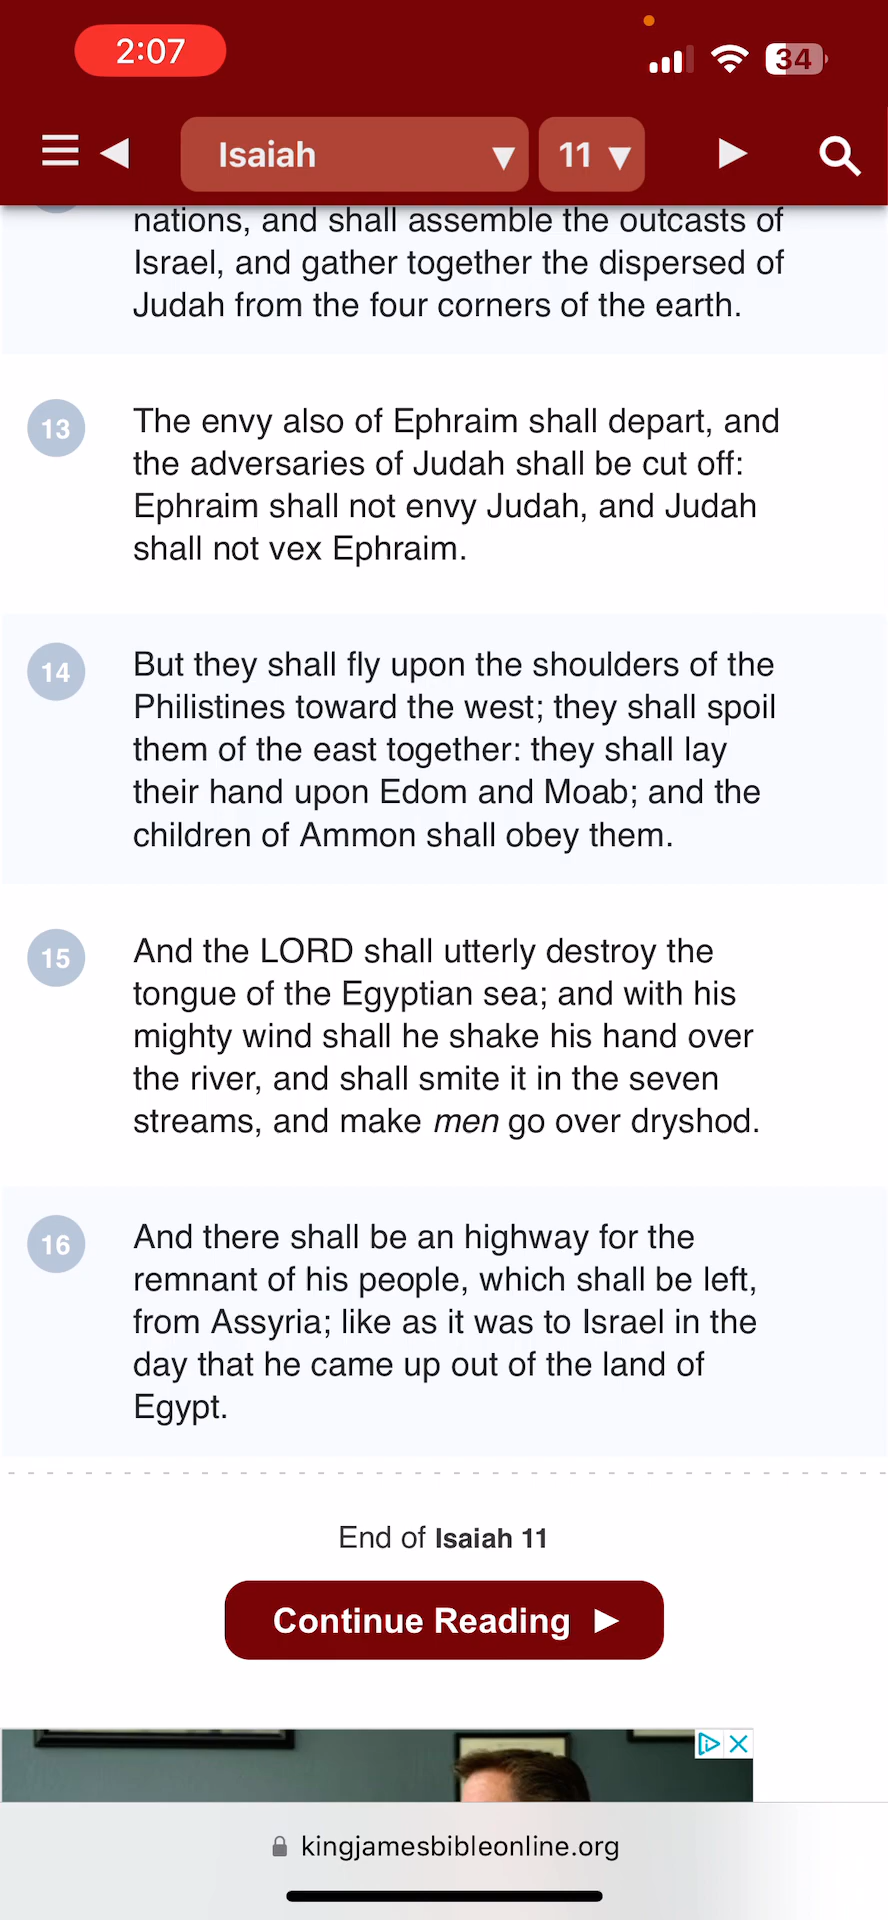 2:07
34
Isaiah
11
nations, and shall assemble the outcasts of
Israel, and gather together the dispersed of
Judah from the four corners of the earth.
13
The envy also of Ephraim shall depart, and
the adversaries of Judah shall be cut off:
Ephraim shall not envy Judah, and Judah
shall not vex Ephraim.
14
But they shall fly upon the shoulders of the
Philistines toward the west; they shall spoil
them of the east together: they shall lay
their hand upon Edom and Moab; and the
children of Ammon shall obey them.
15
And the LORD shall utterly destroy the
tongue of the Egyptian sea; and with his
mighty wind shall he shake his hand over
the river, and shall smite it in the seven
streams, and make men go over dryshod.
16
And there shall be an highway for the
remnant of his people, which shall be left,
from Assyria; like as it was to Israel in the
day that he came up out of the land of
Egypt.
End of Isaiah 11
Continue Reading
kingjamesbibleonline.org